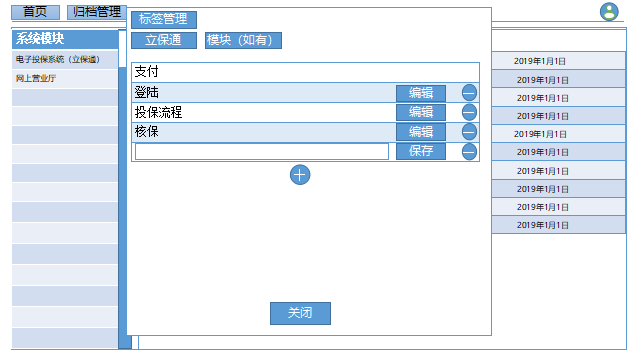 首页 归档管理
标签管理
系统模块
立保通 模块（如有）
电子投保系统（立保通）
网上营业厅
支付
登陆 编辑
投保流程 编辑
核保 编辑
保存
关闭
2019年1月1日
2019年1月1日
2019年1月1日
2019年1月1日
2019年1月1日
2019年1月1日
2019年1月1日
2019年1月1日
2019年1月1日
2019年1月1日